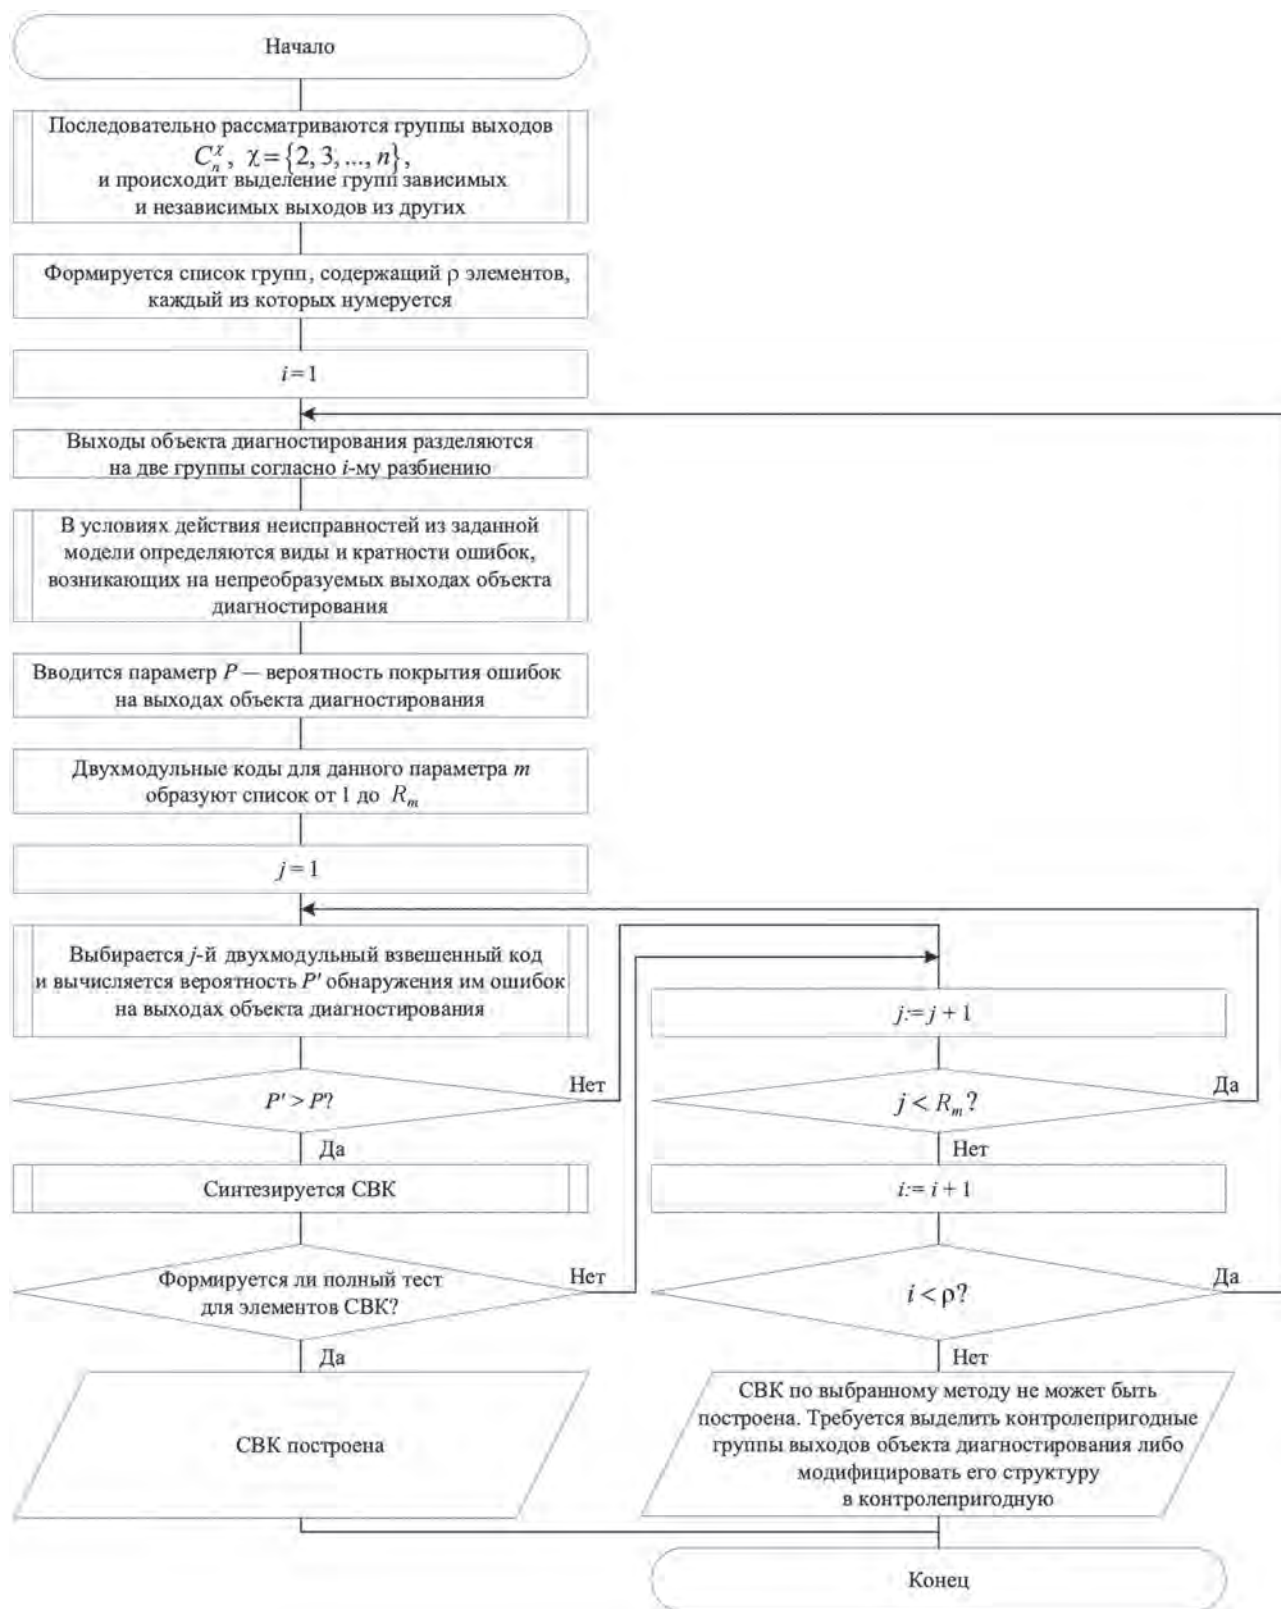 Начало
Последовательно рассматриваются группы выходов
C_n^χ, χ={2, 3, ..., n},
и происходит выделение групп зависимых
и независимых выходов из других
Формируется список групп, содержащий ρ элементов,
каждый из которых нумеруется
i=1
Выходы объекта диагностирования разделяются
на две группы согласно i-му разбиению
В условиях действия неисправностей из заданной
модели определяются виды и кратности ошибок,
возникающих на непреобразуемых выходах объекта
диагностирования
Вводится параметр P — вероятность покрытия ошибок
на выходах объекта диагностирования
Двухмодульные коды для данного параметра m
образуют список от 1 до R_m
j=1
Выбирается j-й двухмодульный взвешенный код
и вычисляется вероятность P' обнаружения им ошибок
на выходах объекта диагностирования
P' > P?
Нет
Да
Синтезируется СВК
Формируется ли полный тест
для элементов СВК?
Нет
Да
СВК построена
j:= j + 1
j < R_m?
Да
Нет
i:= i + 1
i < ρ?
Да
Нет
СВК по выбранному методу не может быть
построена. Требуется выделить контролепригодные
группы выходов объекта диагностирования либо
модифицировать его структуру
в контролепригодную
Конец